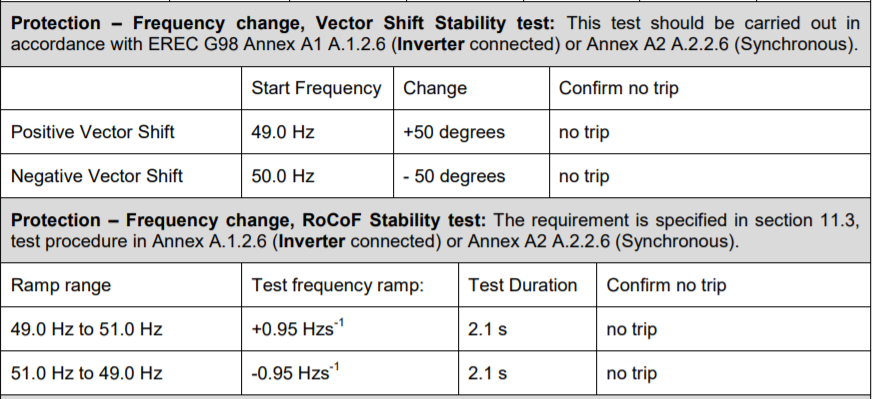 Protection – Frequency change, Vector Shift Stability test: This test should be carried out in
accordance with EREC G98 Annex A1 A.1.2.6 (Inverter connected) or Annex A2 A.2.2.6 (Synchronous).
Start Frequency Change Confirm no trip
Positive Vector Shift 49.0 Hz +50 degrees no trip
Negative Vector Shift 50.0 Hz - 50 degrees no trip
Protection – Frequency change, RoCoF Stability test: The requirement is specified in section 11.3,
test procedure in Annex A.1.2.6 (Inverter connected) or Annex A2 A.2.2.6 (Synchronous).
Ramp range Test frequency ramp: Test Duration Confirm no trip
49.0 Hz to 51.0 Hz +0.95 Hzs⁻¹ 2.1 s no trip
51.0 Hz to 49.0 Hz -0.95 Hzs⁻¹ 2.1 s no trip